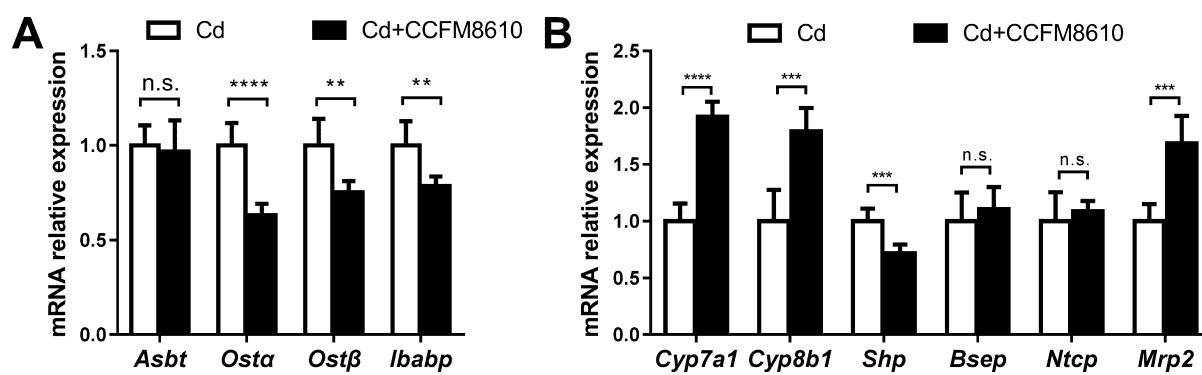 A
Cd
Cd+CCFM8610
mRNA relative expression
1.5
1.0
0.5
0.0
n.s.
****
**
**
Asbt
Ostα
Ostβ
Ibabp
B
Cd
Cd+CCFM8610
mRNA relative expression
2.5
2.0
1.5
1.0
0.5
0.0
****
***
***
n.s.
n.s.
***
Cyp7a1
Cyp8b1
Shp
Bsep
Ntcp
Mrp2